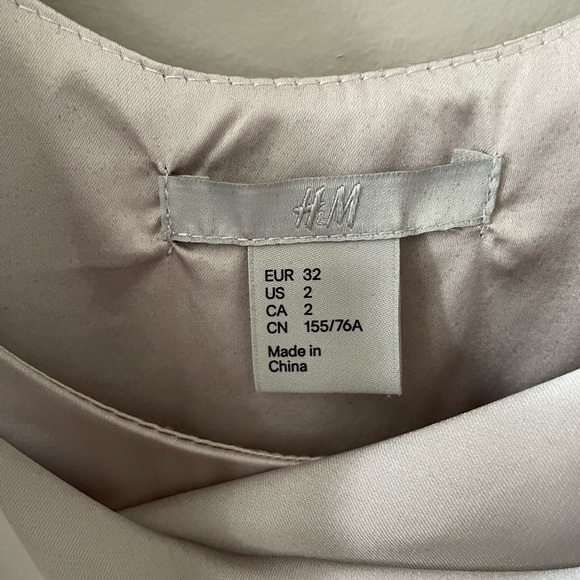 H&M
EUR 32
US 2
CA 2
CN 155/76A
Made in
China